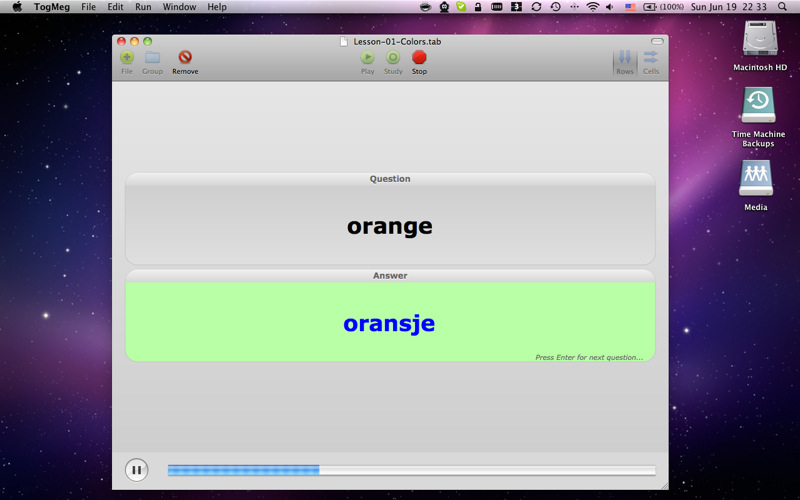 TogMeg File Edit Run Window Help (100%) Sun Jun 19 22 33
Lesson-01-Colors.tab
File Group Remove Play Study Stop Rows Cells
Macintosh HD
Time Machine
Backups
Media
Question
orange
Answer
oransje
Press Enter for next question...